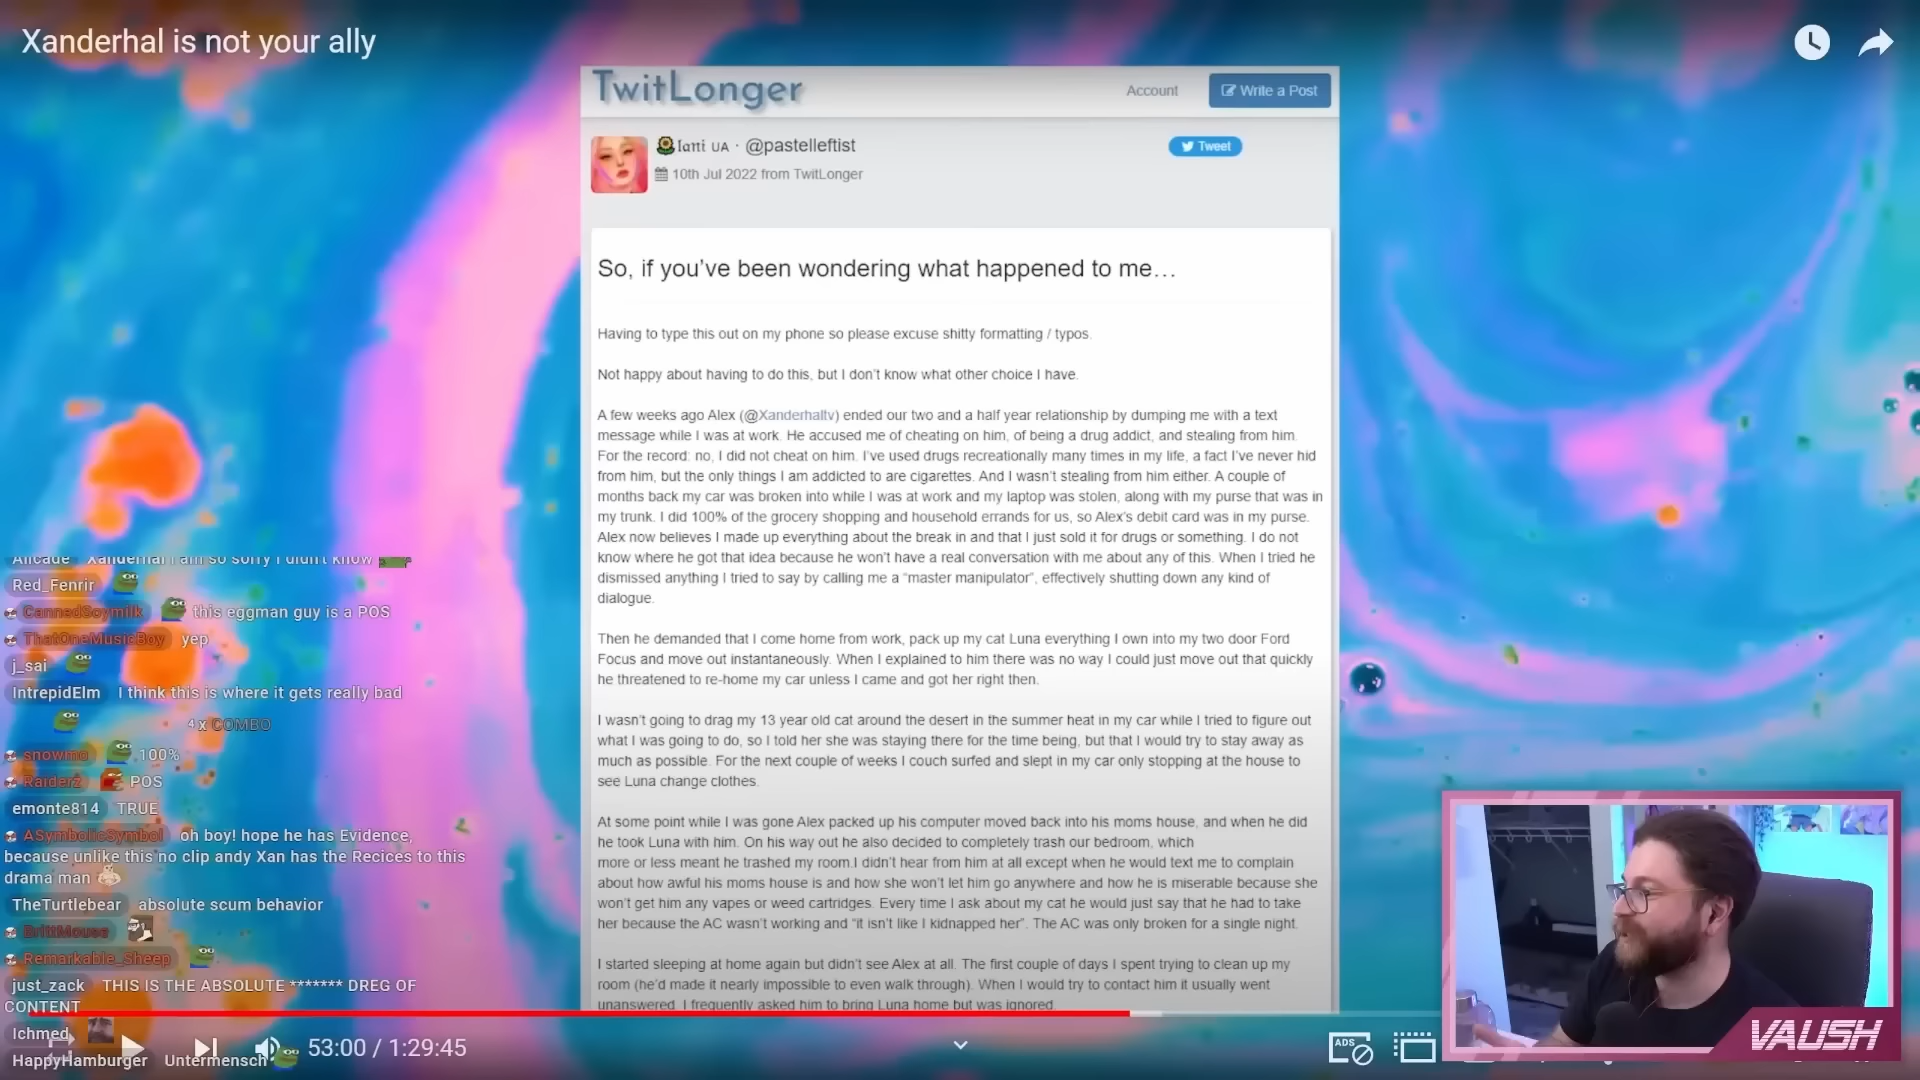 Xanderhal is not your ally
TwitLonger
Account
Write a Post
Iani UA · @pastelleftist
Tweet
10th Jul 2022 from TwitLonger
So, if you've been wondering what happened to me…
Having to type this out on my phone so please excuse shitty formatting / typos.
Not happy about having to do this, but I don't know what other choice I have.
A few weeks ago Alex (@Xanderhaltv) ended our two and a half year relationship by dumping me with a text
message while I was at work. He accused me of cheating on him, of being a drug addict, and stealing from him.
For the record: no, I did not cheat on him. I've used drugs recreationally many times in my life, a fact I've never hid
from him, but the only things I am addicted to are cigarettes. And I wasn't stealing from him either. A couple of
months back my car was broken into while I was at work and my laptop was stolen, along with my purse that was in
my trunk. I did 100% of the grocery shopping and household errands for us, so Alex's debit card was in my purse.
Alex now believes I made up everything about the break in and that I just sold it for drugs or something. I do not
know where he got that idea because he won't have a real conversation with me about any of this. When I tried he
dismissed anything I tried to say by calling me a "master manipulator", effectively shutting down any kind of
dialogue.
Then he demanded that I come home from work, pack up my cat Luna everything I own into my two door Ford
Focus and move out instantaneously. When I explained to him there was no way I could just move out that quickly
he threatened to re-home my car unless I came and got her right then.
I wasn't going to drag my 13 year old cat around the desert in the summer heat in my car while I tried to figure out
what I was going to do, so I told her she was staying there for the time being, but that I would try to stay away as
much as possible. For the next couple of weeks I couch surfed and slept in my car only stopping at the house to
see Luna change clothes.
At some point while I was gone Alex packed up his computer moved back into his moms house, and when he did
he took Luna with him. On his way out he also decided to completely trash our bedroom, which
more or less meant he trashed my room.I didn't hear from him at all except when he would text me to complain
about how awful his moms house is and how she won't let him go anywhere and how he is miserable because she
won't get him any vapes or weed cartridges. Every time I ask about my cat he would just say that he had to take
her because the AC wasn't working and "it isn't like I kidnapped her". The AC was only broken for a single night.
I started sleeping at home again but didn't see Alex at all. The first couple of days I spent trying to clean up my
room (he'd made it nearly impossible to even walk through). When I would try to contact him it usually went
unanswered. I frequently asked him to bring Luna home but was ignored.
Alicade Xanderhal I am so sorry I didn't know
Red_Fenrir
CannedSoymilk this eggman guy is a POS
ThatOneMusicBoy yep
j_sai
IntrepidElm I think this is where it gets really bad
4 x COMBO
snowmd 100%
Raiderz POS
emonte814 TRUE
ASymbolicSymbol oh boy! hope he has Evidence,
because unlike this no clip andy Xan has the Recices to this
drama man
TheTurtlebear absolute scum behavior
BrittMouse
Remarkable_Sheep
just_zack THIS IS THE ABSOLUTE ******* DREG OF
CONTENT
Ichmed
HappyHamburger Untermensch
53:00 / 1:29:45
ADS
VAUSH